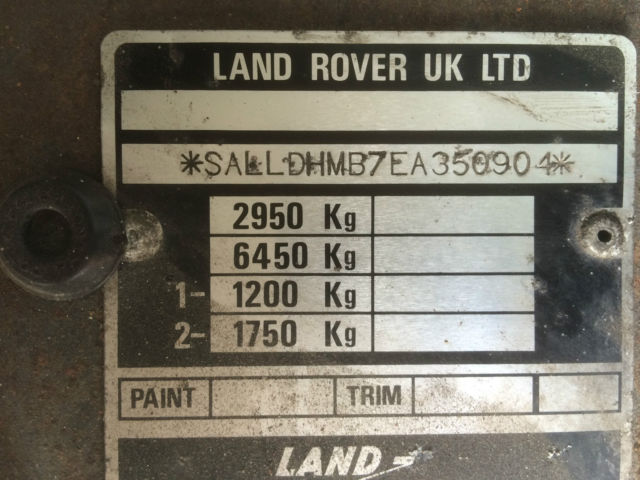 LAND ROVER UK LTD
*SALLDHMB7EA350904*
2950 Kg
6450 Kg
1- 1200 Kg
2- 1750 Kg
PAINT TRIM
LAND